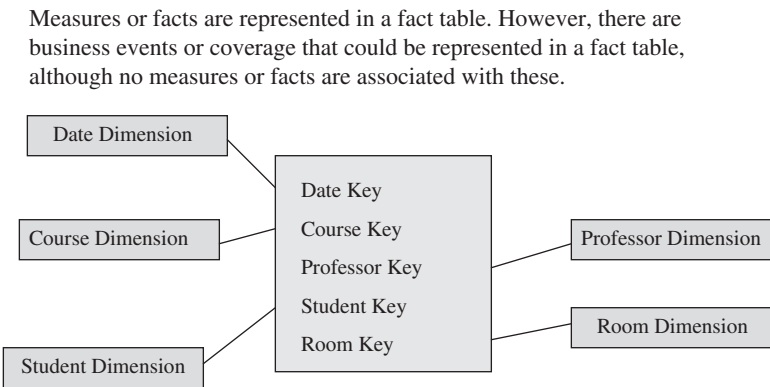 Measures or facts are represented in a fact table. However, there are
business events or coverage that could be represented in a fact table,
although no measures or facts are associated with these.
Date Dimension
Course Dimension
Student Dimension
Date Key
Course Key
Professor Key
Student Key
Room Key
Professor Dimension
Room Dimension